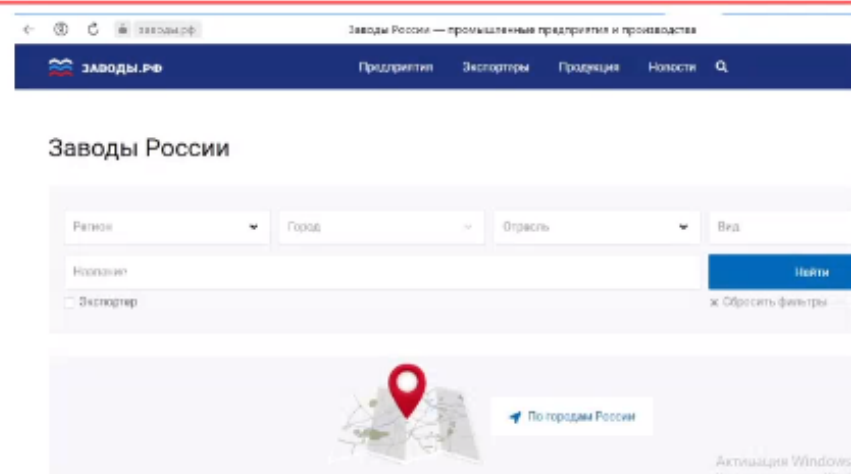 заводы.рф Заводы России — промышленные предприятия и производства
ЗАВОДЫ.РФ Предприятия Экспортеры Продукция Новости
Заводы России
Регион Город Отрасль Вид
Название Найти
Экспортер × Сбросить фильтры
По городам России
Активация Windows